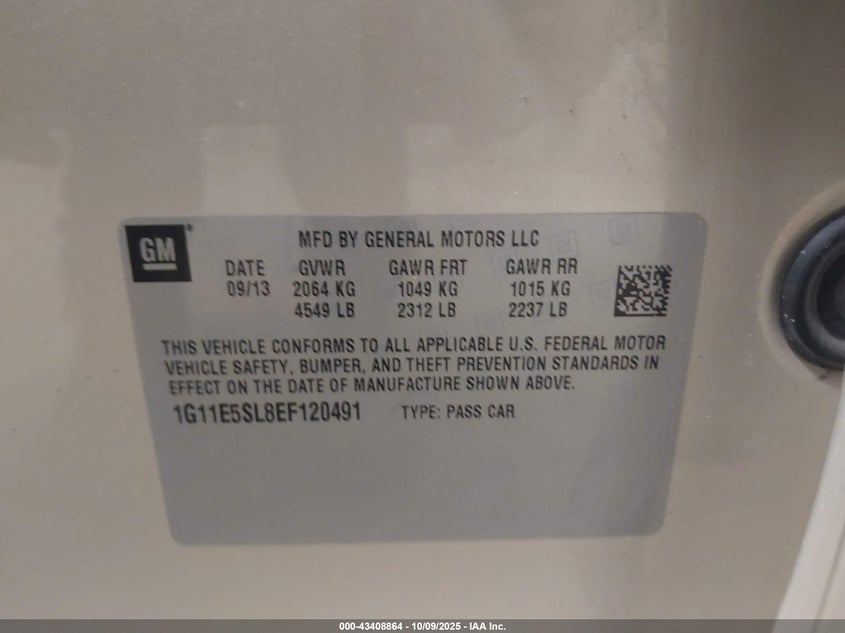 GM
MFD BY GENERAL MOTORS LLC
DATE GVWR GAWR FRT GAWR RR
09/13 2064 KG 1049 KG 1015 KG
4549 LB 2312 LB 2237 LB
THIS VEHICLE CONFORMS TO ALL APPLICABLE U.S. FEDERAL MOTOR
VEHICLE SAFETY, BUMPER, AND THEFT PREVENTION STANDARDS IN
EFFECT ON THE DATE OF MANUFACTURE SHOWN ABOVE.
1G11E5SL8EF120491 TYPE: PASS CAR
000-43408864 - 10/09/2025 - IAA Inc.